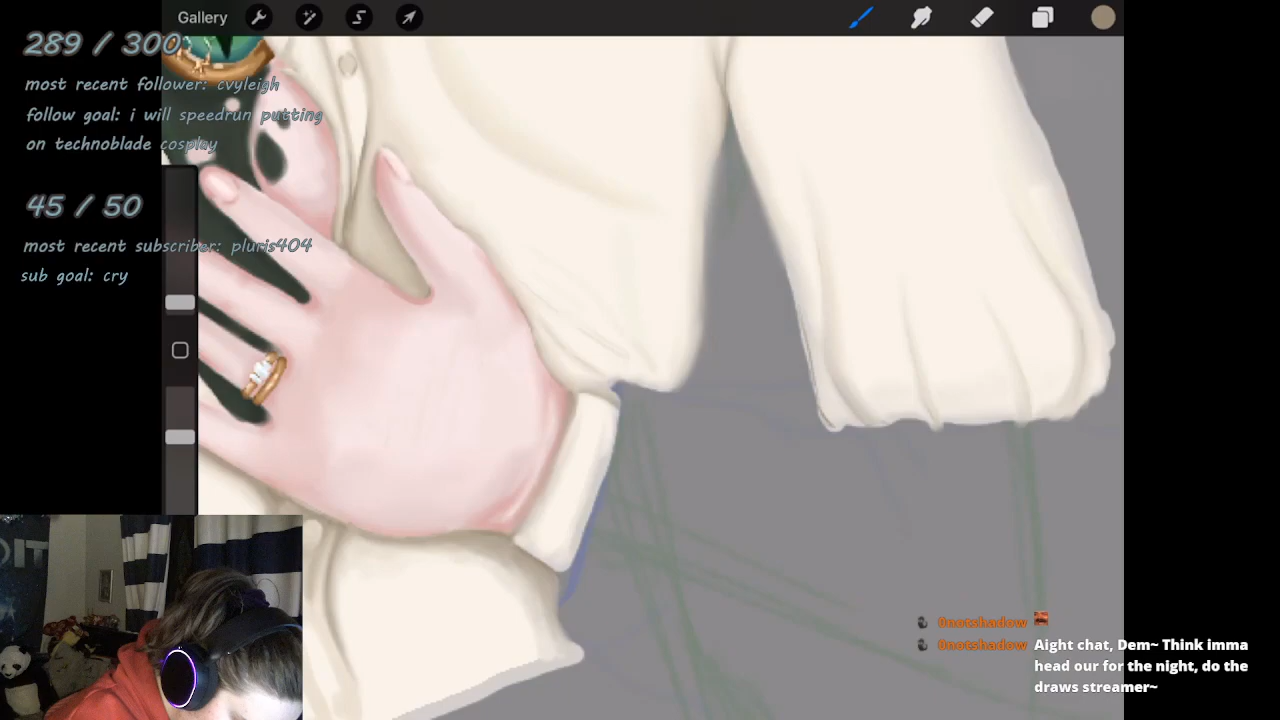 Gallery
289 / 300
most recent follower: cvyleigh
follow goal: i will speedrun putting
on technoblade cosplay
45 / 50
most recent subscriber: pluris404
sub goal: cry
0notshadow
0notshadow Aight chat, Dem~ Think imma
head our for the night, do the
draws streamer~